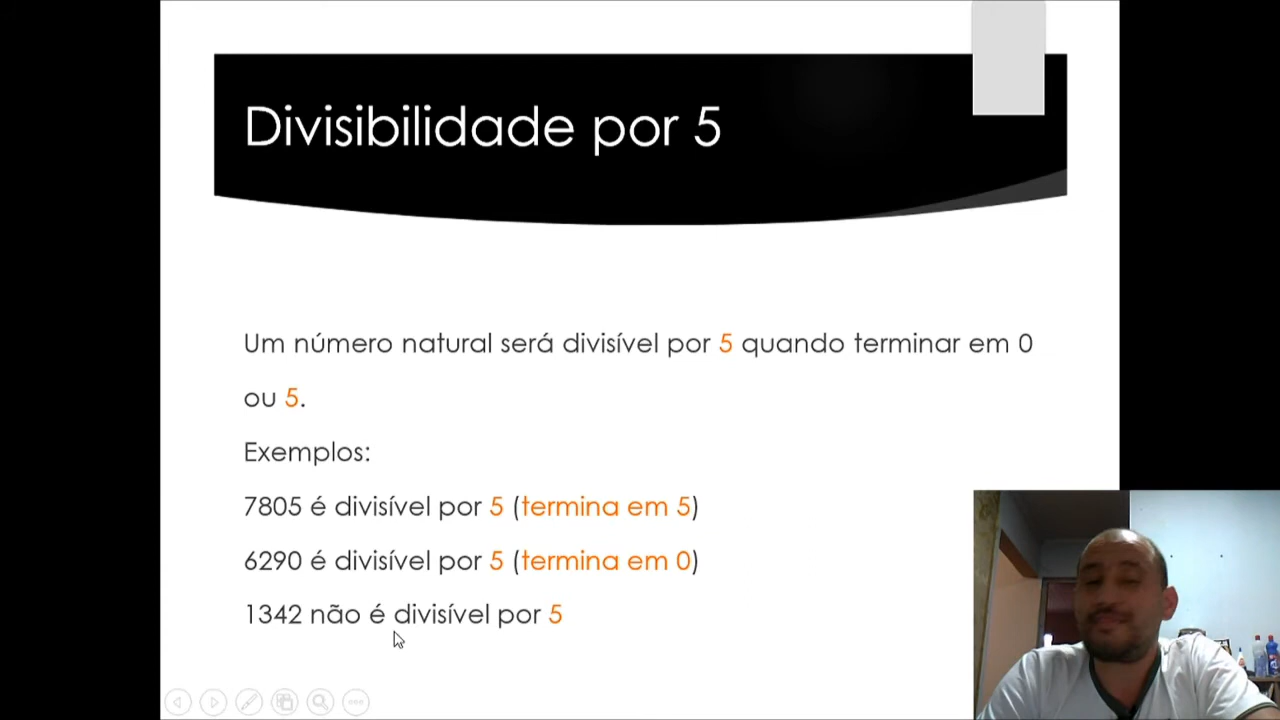 Divisibilidade por 5
Um número natural será divisível por 5 quando terminar em 0
ou 5.
Exemplos:
7805 é divisível por 5 (termina em 5)
6290 é divisível por 5 (termina em 0)
1342 não é divisível por 5